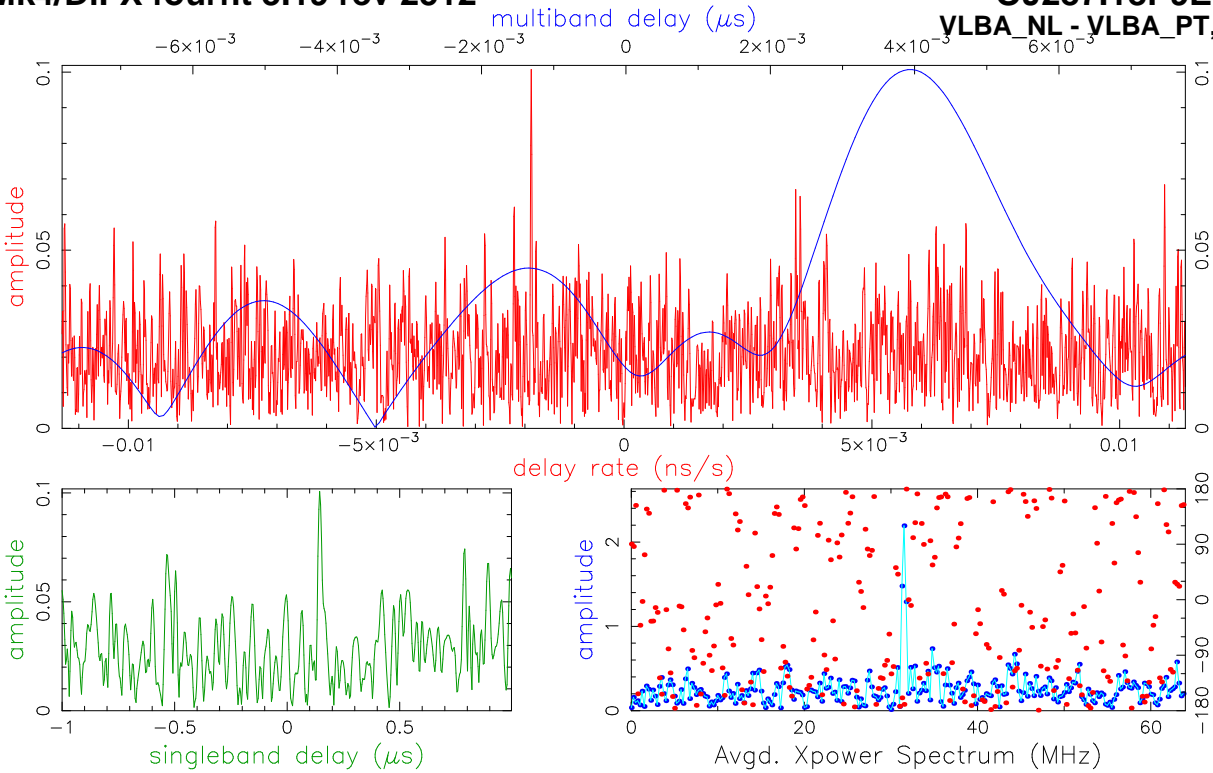 multiband delay (μs)
VLBA_NL - VLBA_PT,
−6×10⁻³ −4×10⁻³ −2×10⁻³ 0 2×10⁻³ 4×10⁻³ 6×10⁻³
0.1 0.1
0.05 0.05
0 0
amplitude
−0.01 −5×10⁻³ 0 5×10⁻³ 0.01
delay rate (ns/s)
0.1
0.05
0
amplitude
−1 −0.5 0 0.5
singleband delay (μs)
2
1
0
amplitude
180
90
0
−90
−180
0 20 40 60
Avgd. Xpower Spectrum (MHz)